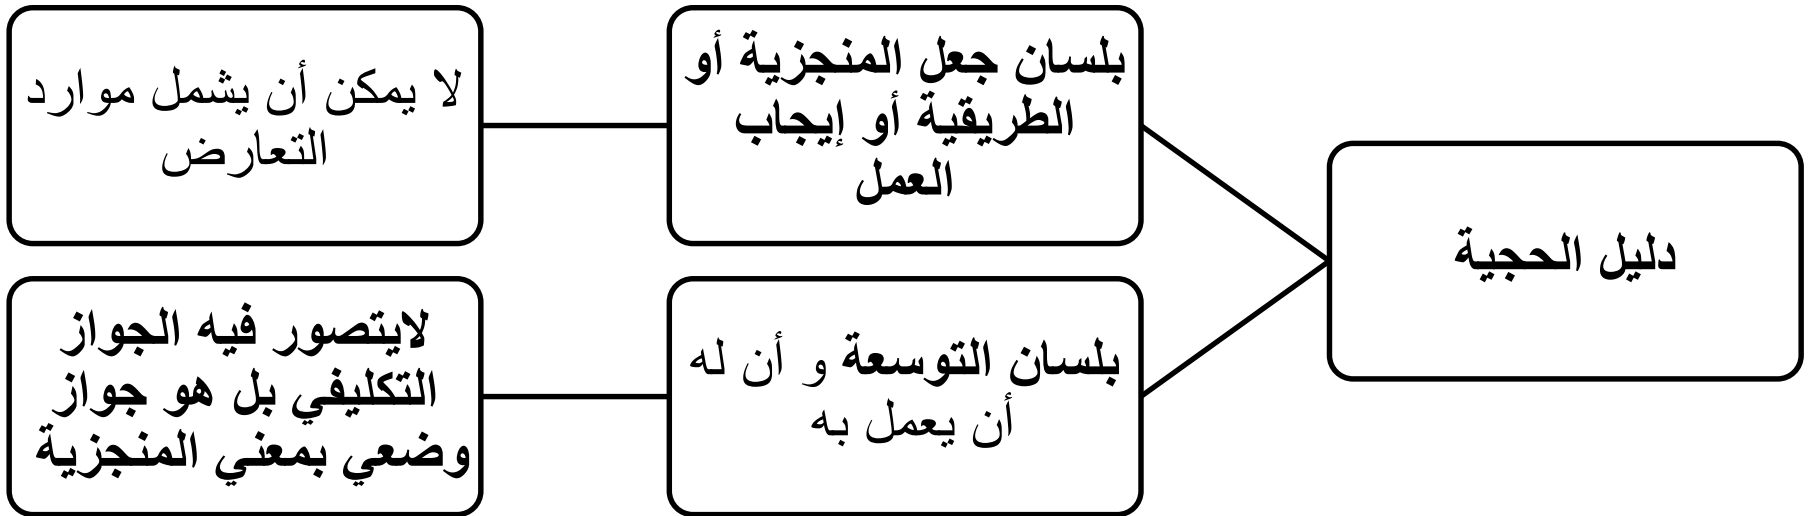 دليل الحجية
بلسان جعل المنجزية أو
الطريقية أو إيجاب
العمل
لا يمكن أن يشمل موارد
التعارض
بلسان التوسعة و أن له
أن يعمل به
لايتصور فيه الجواز
التكليفي بل هو جواز
وضعي بمعني المنجزية